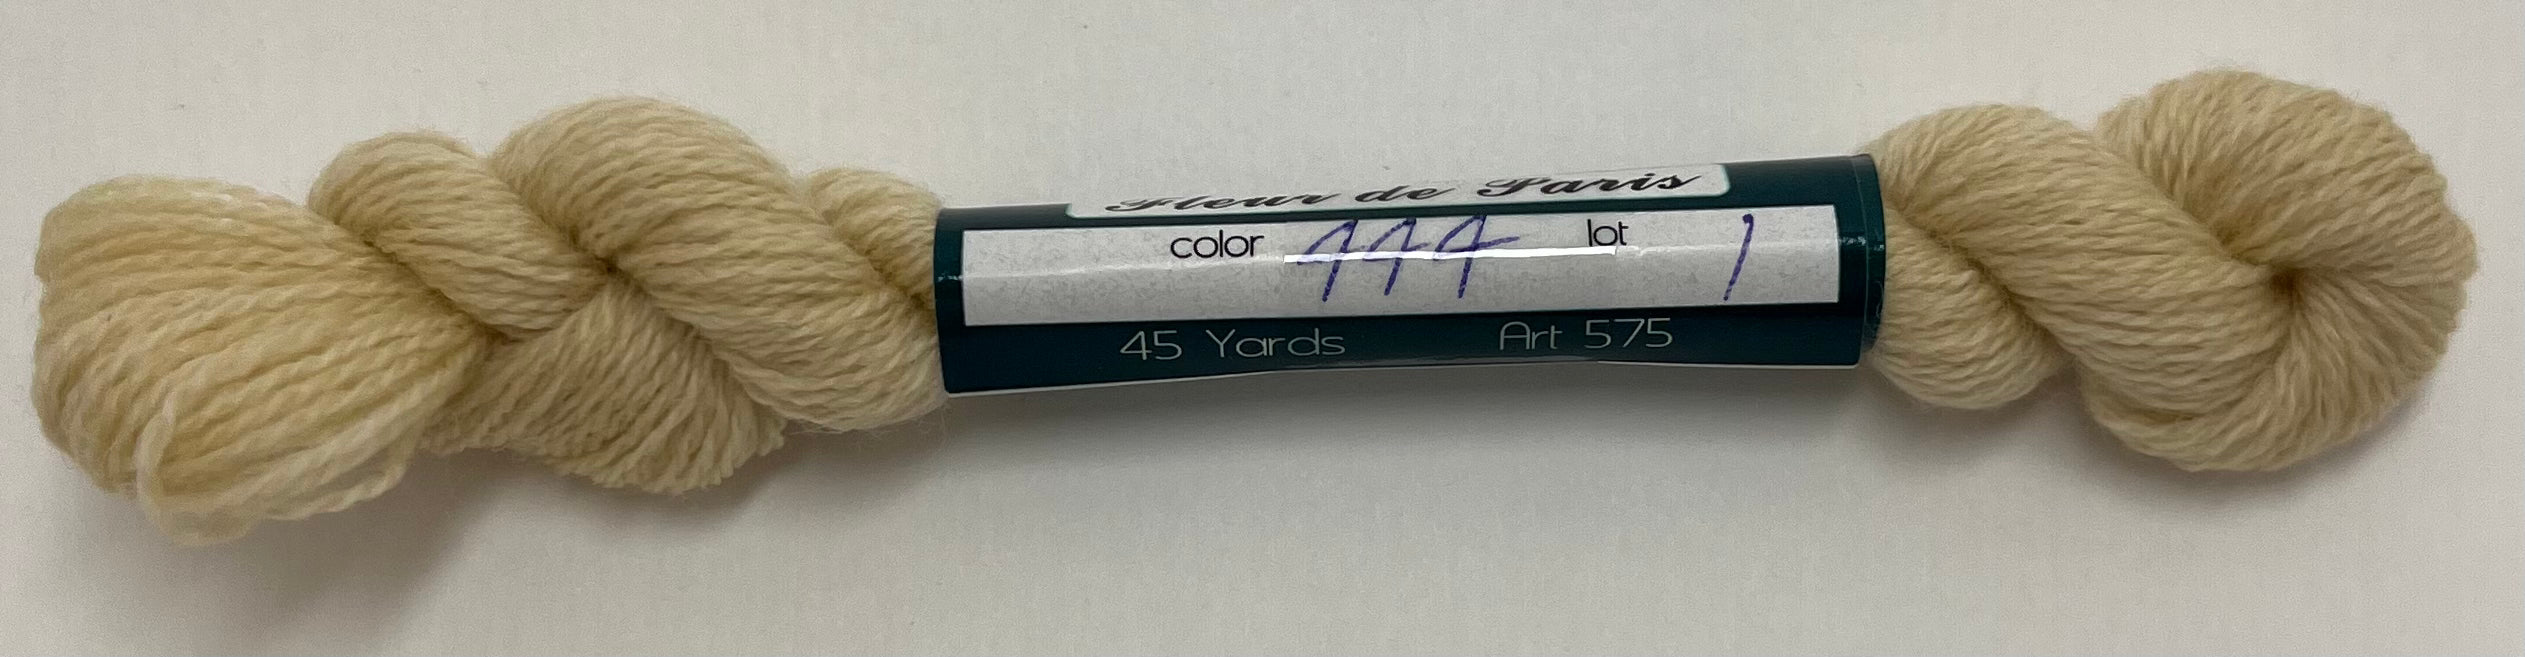 Fleur de Paris
color 444 lot 1
45 Yards Art 575